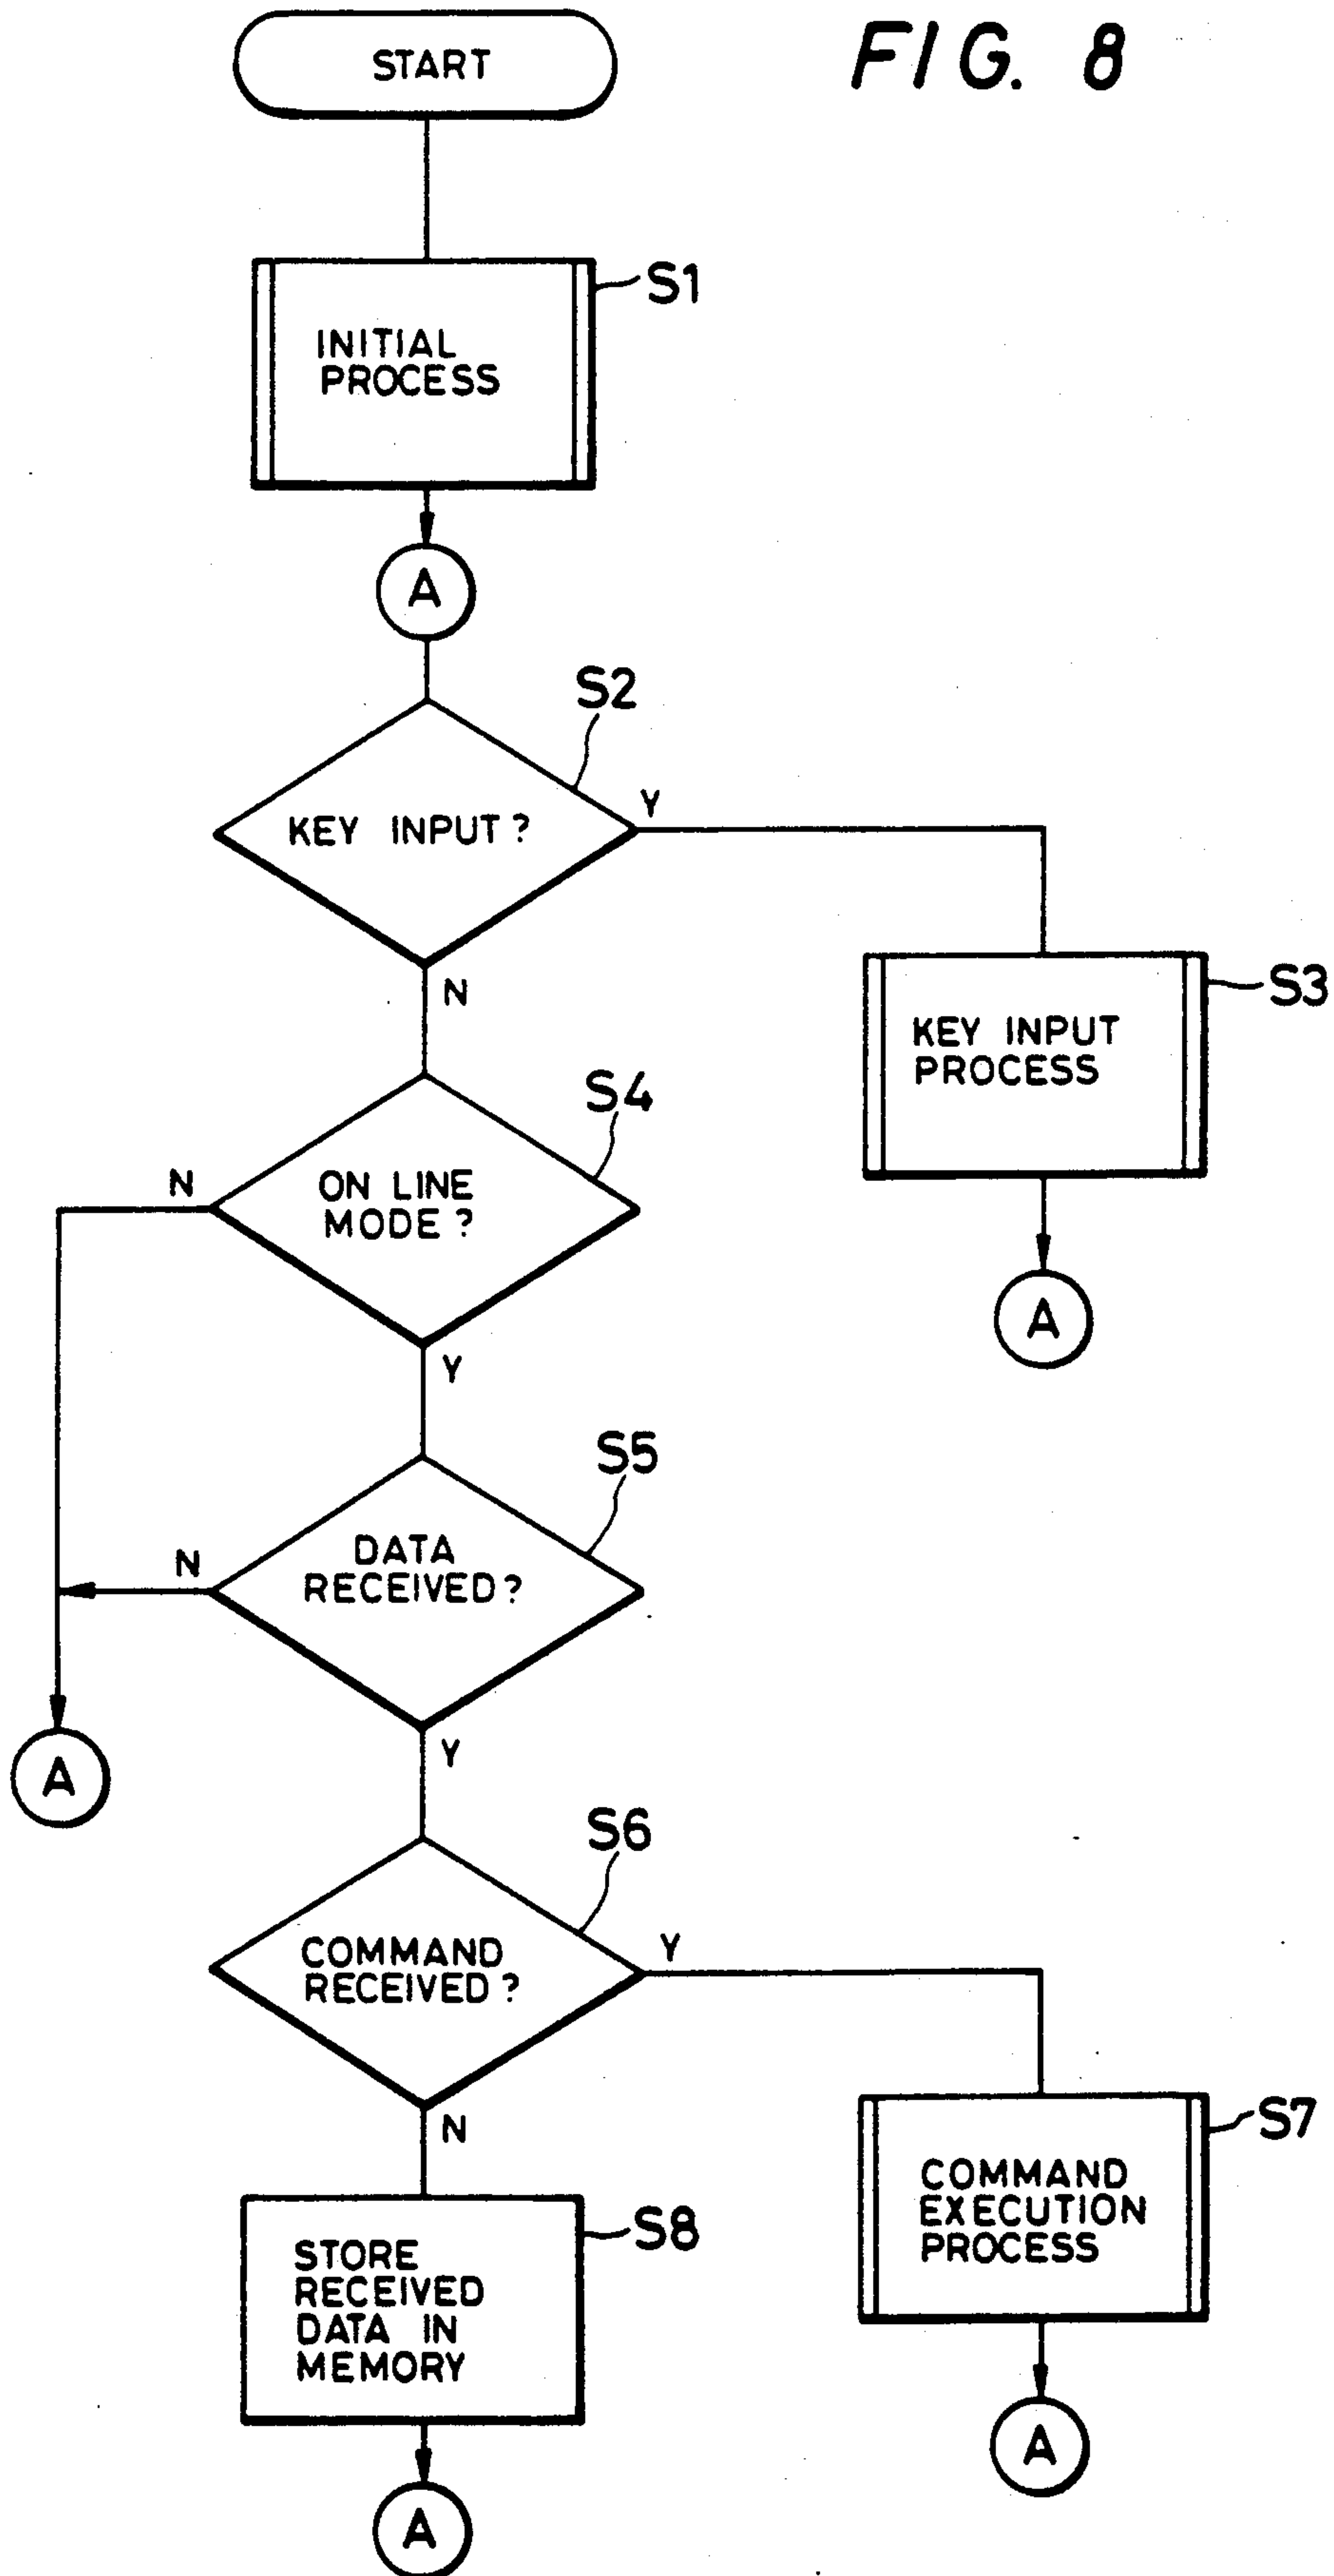 FIG. 8
START
S1
INITIAL
PROCESS
A
S2
KEY INPUT?
Y
N
S3
KEY INPUT
PROCESS
A
S4
ON LINE
MODE?
N
Y
S5
DATA
RECEIVED?
N
Y
A
S6
COMMAND
RECEIVED?
Y
N
S7
COMMAND
EXECUTION
PROCESS
A
S8
STORE
RECEIVED
DATA IN
MEMORY
A